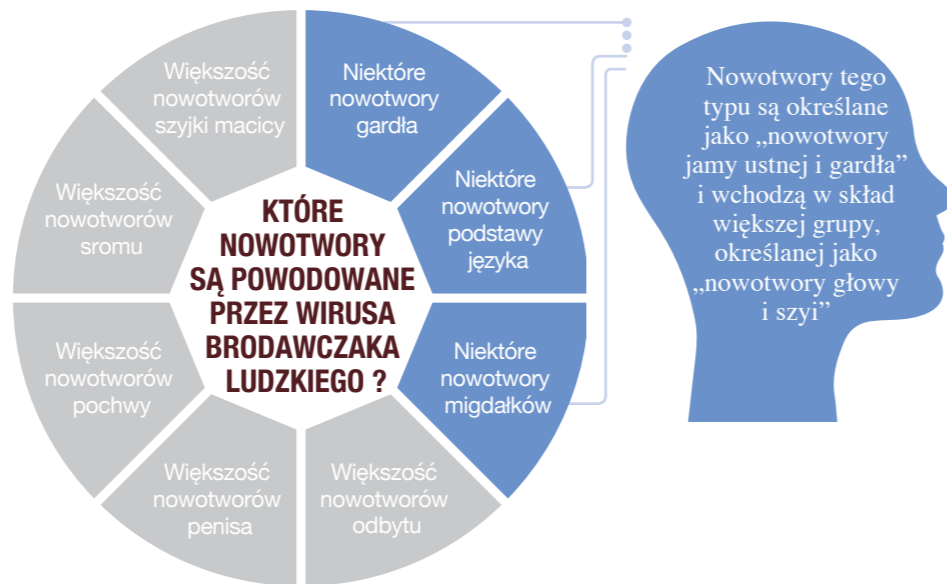 Większość
nowotworów
szyjki macicy
Niektóre
nowotwory
gardła
Niektóre
nowotwory
podstawy
języka
Niektóre
nowotwory
migdałków
Większość
nowotworów
odbytu
Większość
nowotworów
penisa
Większość
nowotworów
pochwy
Większość
nowotworów
sromu
KTÓRE
NOWOTWORY
SĄ POWODOWANE
PRZEZ WIRUSA
BRODAWCZAKA
LUDZKIEGO ?
Nowotwory tego
typu są określane
jako „nowotwory
jamy ustnej i gardła”
i wchodzą w skład
większej grupy,
określanej jako
„nowotwory głowy
i szyi”